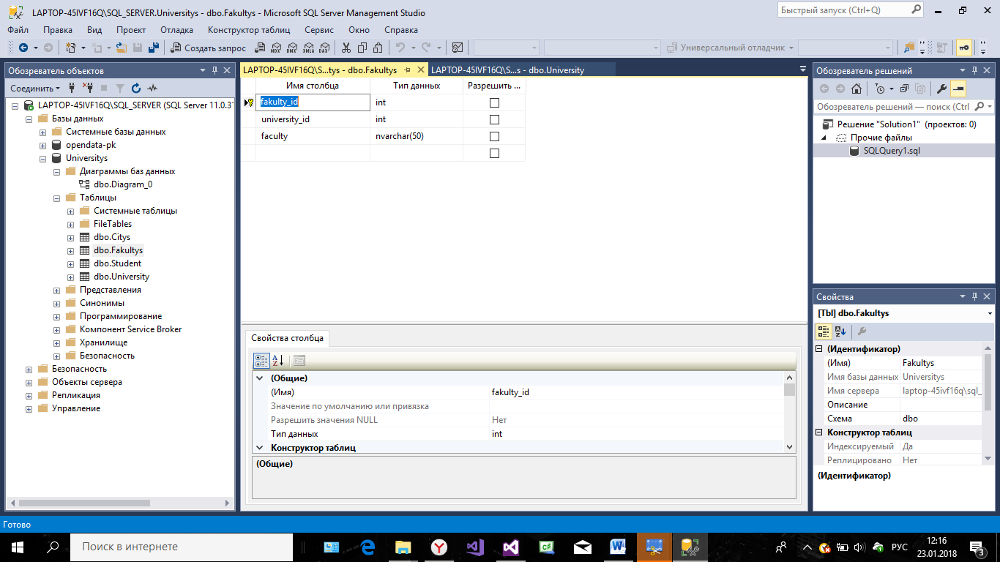 LAPTOP-45IVF16Q\SQL_SERVER.Universitys - dbo.Fakultys - Microsoft SQL Server Management Studio
Быстрый запуск (Ctrl+Q)
Файл Правка Вид Проект Отладка Конструктор таблиц Сервис Окно Справка
Создать запрос
MDX DMX XMLA DAX
Универсальный отладчик
Обозреватель объектов
Соединить
LAPTOP-45IVF16Q\SQL_SERVER (SQL Server 11.0.31
Базы данных
Системные базы данных
opendata-pk
Universitys
Диаграммы баз данных
dbo.Diagram_0
Таблицы
Системные таблицы
FileTables
dbo.Citys
dbo.Fakultys
dbo.Student
dbo.University
Представления
Синонимы
Программирование
Компонент Service Broker
Хранилище
Безопасность
Безопасность
Объекты сервера
Репликация
Управление
LAPTOP-45IVF16Q\S...tys - dbo.Fakultys LAPTOP-45IVF16Q\S...s - dbo.University
Имя столбца Тип данных Разрешить ...
fakulty_id int
university_id int
faculty nvarchar(50)
Свойства столбца
(Общие)
(Имя) fakulty_id
Значение по умолчанию или привязка
Разрешить значения NULL Нет
Тип данных int
Конструктор таблиц
(Общие)
Обозреватель решений
Обозреватель решений — поиск (Ctrl
Решение "Solution1" (проектов: 0)
Прочие файлы
SQLQuery1.sql
Свойства
[Tbl] dbo.Fakultys
(Идентификатор)
(Имя) Fakultys
Имя базы данных Universitys
Имя сервера laptop-45ivf16q\sql_
Описание
Схема dbo
Конструктор таблиц
Индексируемый Да
Реплицировано Нет
(Идентификатор)
Готово
Поиск в интернете
РУС
12:16
23.01.2018
3